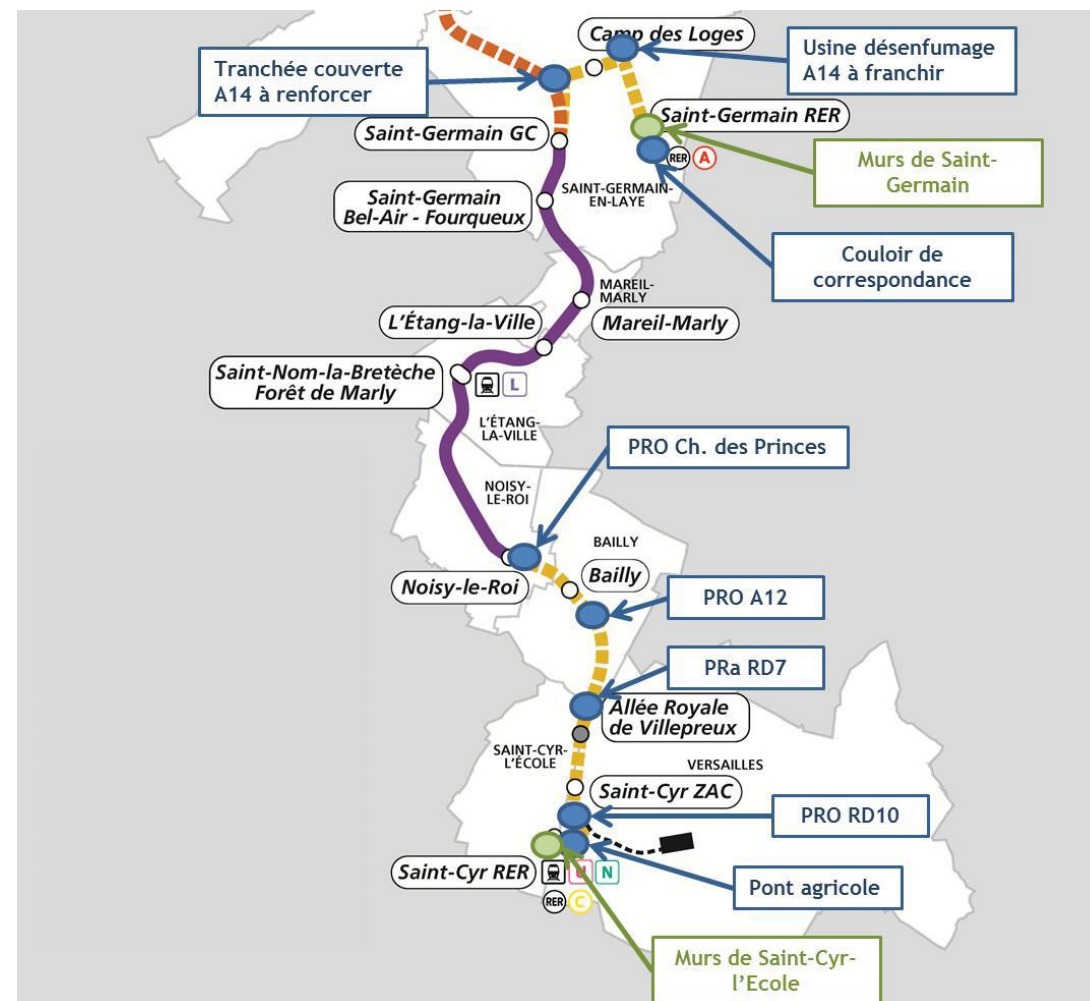 Camp des Loges
Usine désenfumage
A14 à franchir
Tranchée couverte
A14 à renforcer
Saint-Germain RER
Saint-Germain GC
RER A
Murs de Saint-
Germain
SAINT-GERMAIN-
EN-LAYE
Saint-Germain
Bel-Air - Fourqueux
Couloir de
correspondance
MAREIL-
MARLY
L'Étang-la-Ville
Mareil-Marly
Saint-Nom-la-Bretèche
Forêt de Marly
L
L'ÉTANG-
LA-VILLE
PRO Ch. des Princes
NOISY-
LE-ROI
BAILLY
Noisy-le-Roi
Bailly
PRO A12
PRa RD7
Allée Royale
de Villepreux
SAINT-CYR-
L'ÉCOLE
VERSAILLES
Saint-Cyr ZAC
PRO RD10
Saint-Cyr RER
U N
RER C
Pont agricole
Murs de Saint-Cyr-
l'Ecole